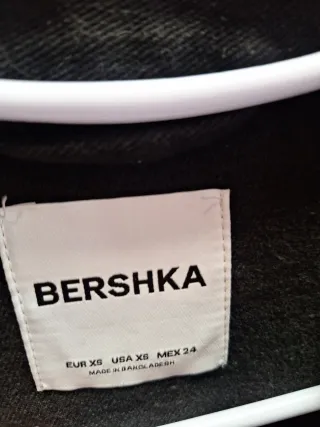 BERSHKA
EUR XS USA XS MEX 24
MADE IN BANGLADESH